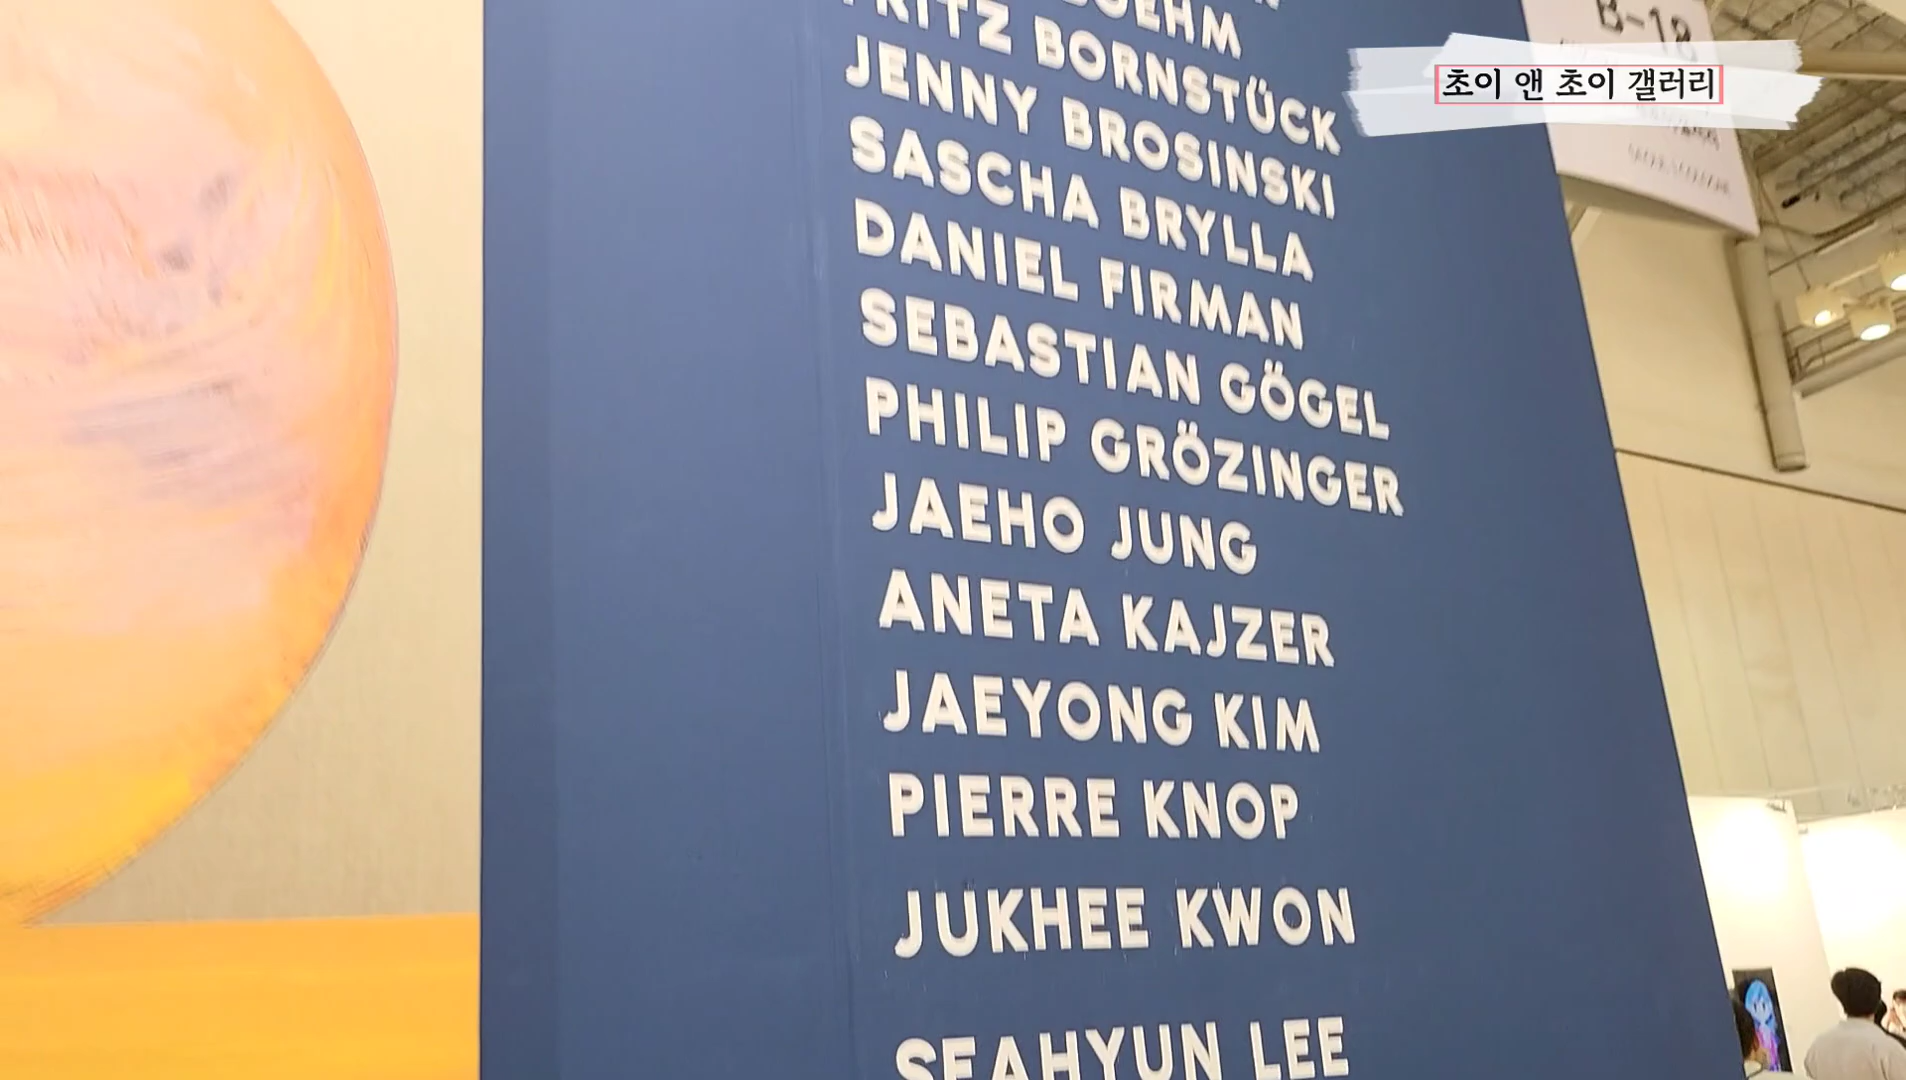 FRITZ BORNSTÜCK
JENNY BROSINSKI
SASCHA BRYLLA
DANIEL FIRMAN
SEBASTIAN GÖGEL
PHILIP GRÖZINGER
JAEHO JUNG
ANETA KAJZER
JAEYONG KIM
PIERRE KNOP
JUKHEE KWON
SEAHYUN LEE
B-18
초이 앤 초이 갤러리